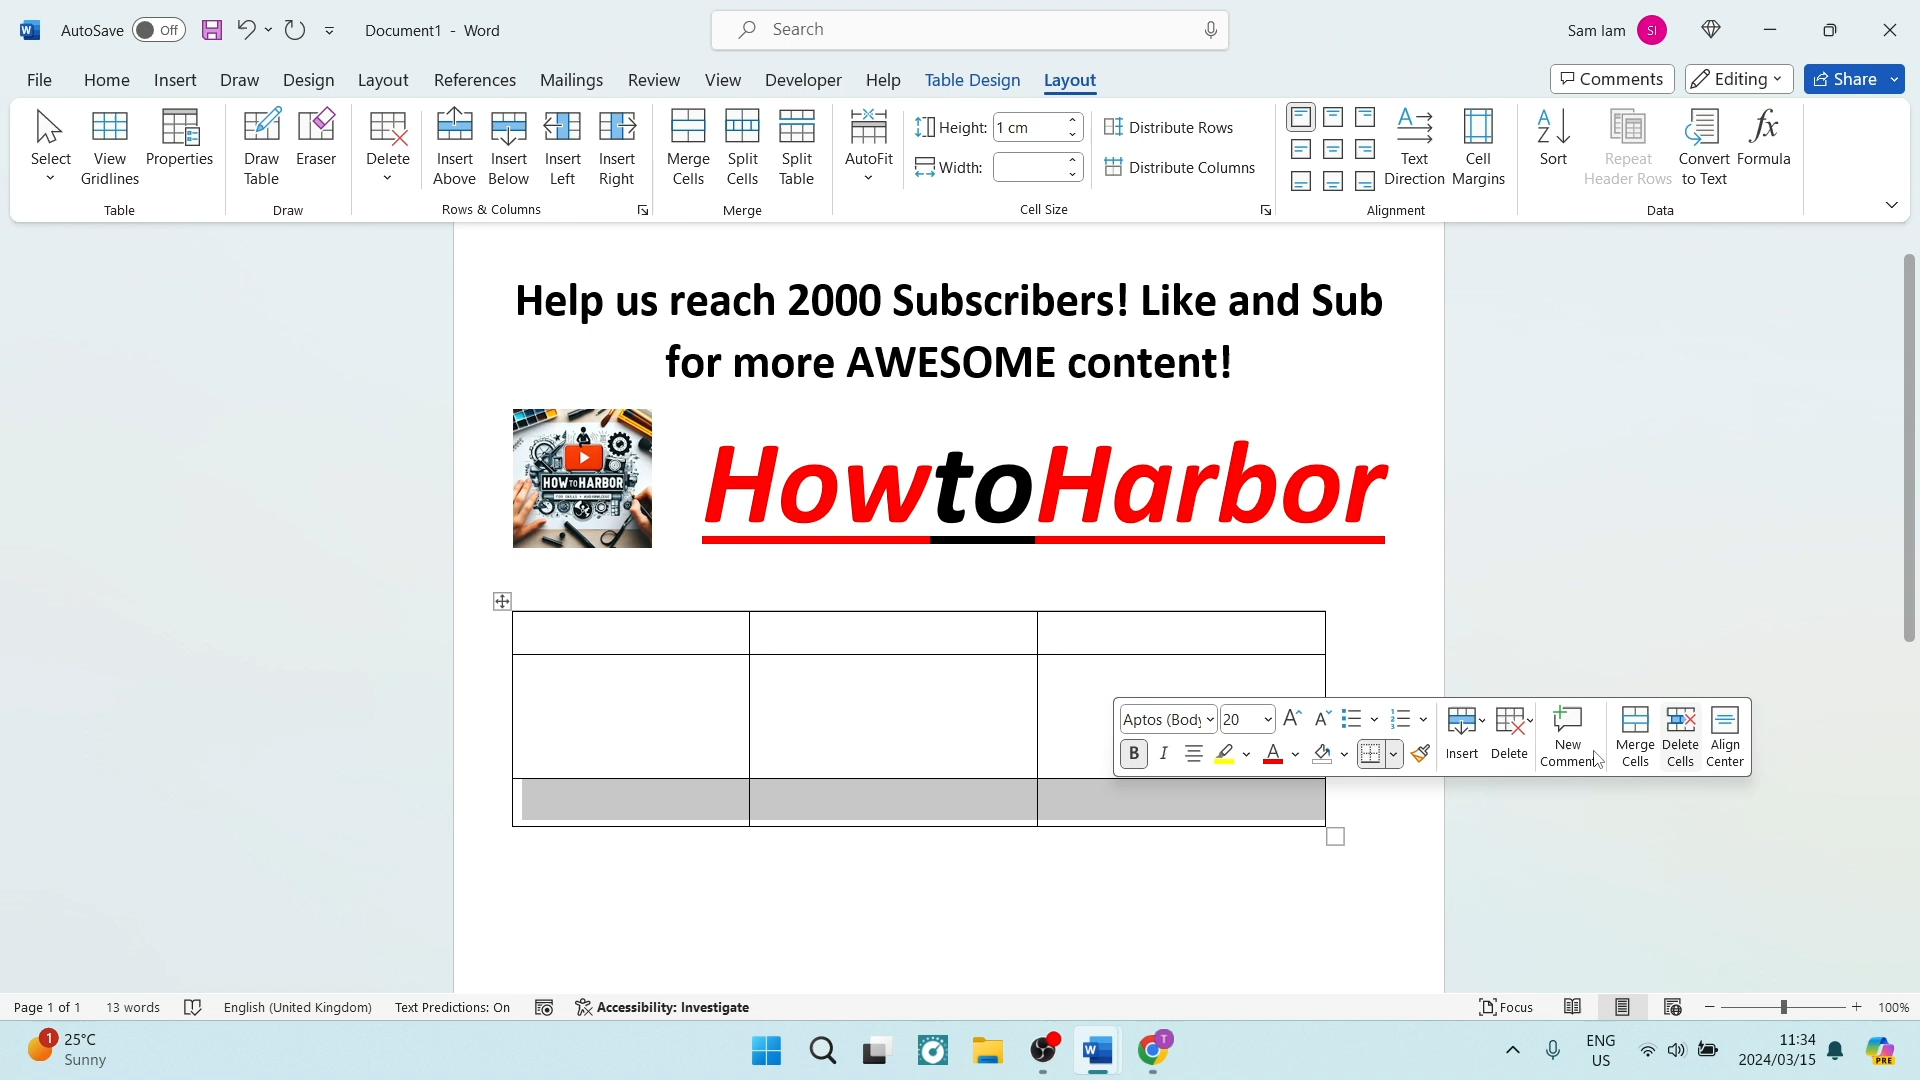 AutoSave Off Document1 - Word Search Sam Iam SI
File Home Insert Draw Design Layout References Mailings Review View Developer Help Table Design Layout Comments Editing Share
Select View Gridlines Properties Draw Table Eraser Delete Insert Above Insert Below Insert Left Insert Right Merge Cells Split Cells Split Table AutoFit Height: 1 cm Width: Distribute Rows Distribute Columns Text Direction Cell Margins Sort Repeat Header Rows Convert to Text Formula
Table Draw Rows & Columns Merge Cell Size Alignment Data
Help us reach 2000 Subscribers! Like and Sub
for more AWESOME content!
HOWTOHARBOR
HowtoHarbor
Aptos (Body 20
B I A Insert Delete New Comment Merge Cells Delete Cells Align Center
Page 1 of 1 13 words English (United Kingdom) Text Predictions: On Accessibility: Investigate Focus 100%
1 25°C
Sunny
ENG
US
11:34
2024/03/15
PRE